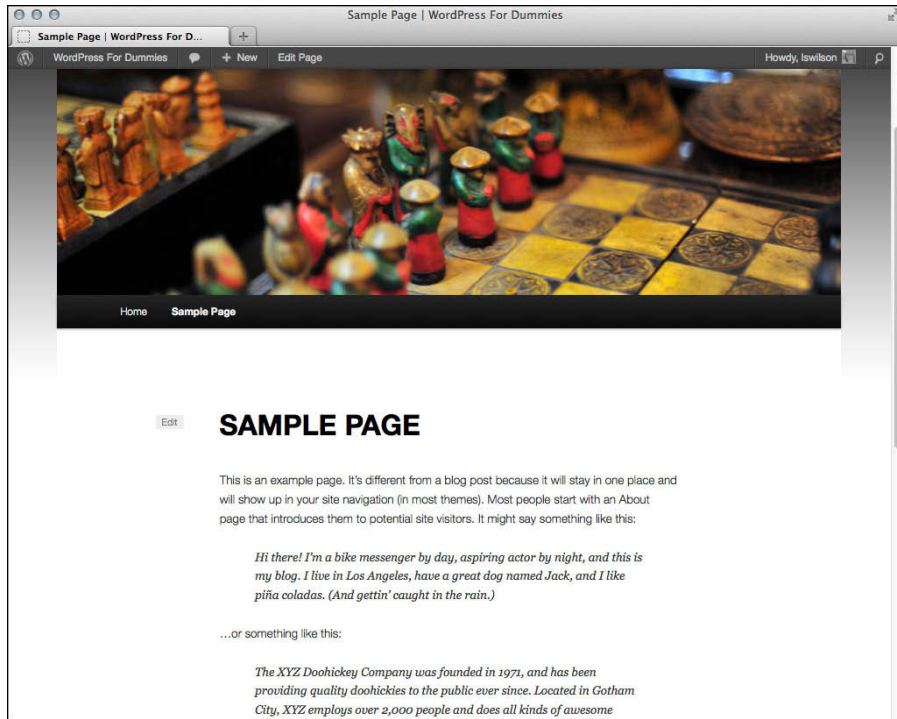 Sample Page | WordPress For Dummies
Sample Page | WordPress For D...
WordPress For Dummies + New Edit Page Howdy, lswilson
Home Sample Page
Edit
SAMPLE PAGE
This is an example page. It's different from a blog post because it will stay in one place and
will show up in your site navigation (in most themes). Most people start with an About
page that introduces them to potential site visitors. It might say something like this:
Hi there! I'm a bike messenger by day, aspiring actor by night, and this is
my blog. I live in Los Angeles, have a great dog named Jack, and I like
piña coladas. (And gettin' caught in the rain.)
…or something like this:
The XYZ Doohickey Company was founded in 1971, and has been
providing quality doohickies to the public ever since. Located in Gotham
City, XYZ employs over 2,000 people and does all kinds of awesome